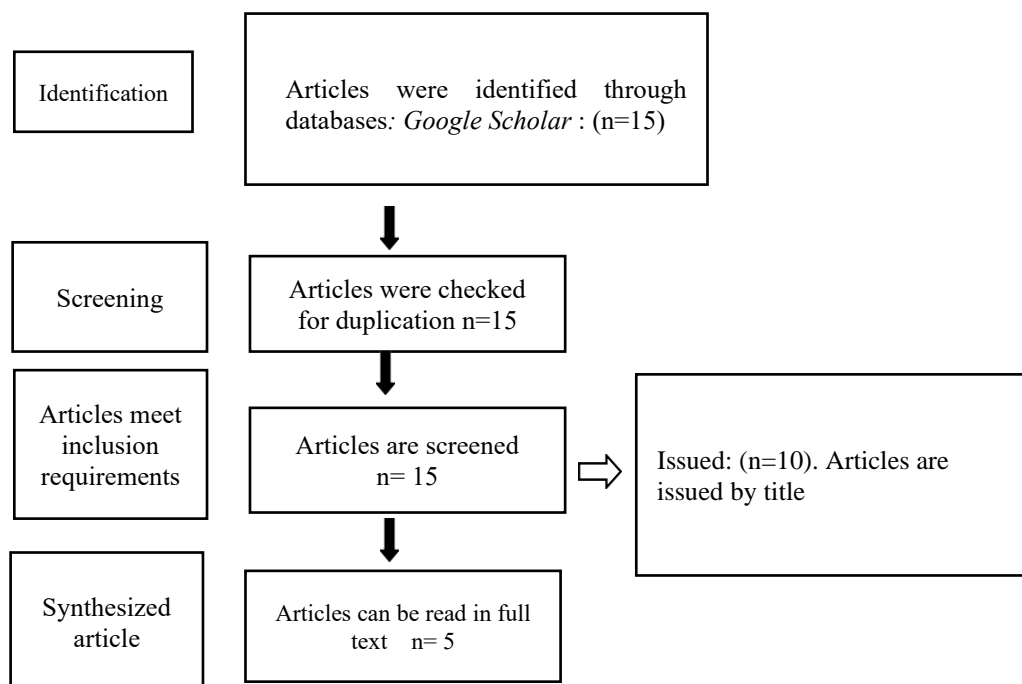 Identification
Articles were identified through
databases: Google Scholar : (n=15)
Screening
Articles were checked
for duplication n=15
Articles meet
inclusion
requirements
Articles are screened
n= 15
Issued: (n=10). Articles are
issued by title
Synthesized
article
Articles can be read in full
text n= 5